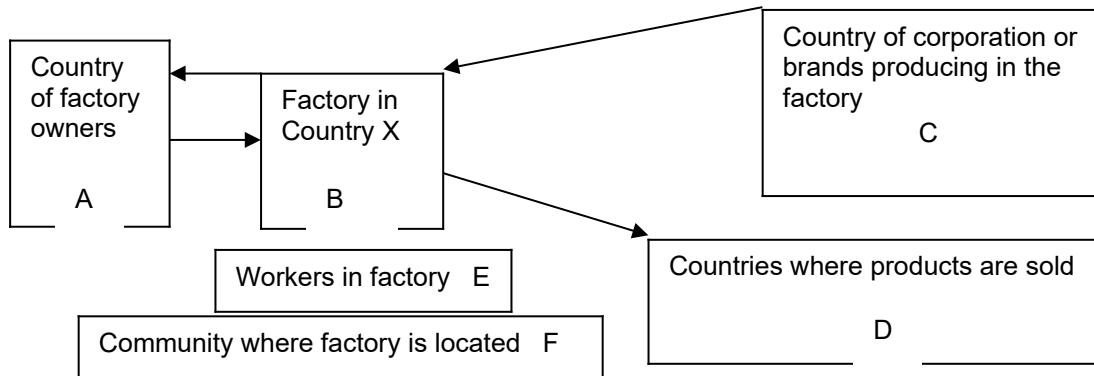 Country
of factory
owners
A
Factory in
Country X
B
Country of corporation or
brands producing in the
factory
C
Workers in factory E
Community where factory is located F
Countries where products are sold
D